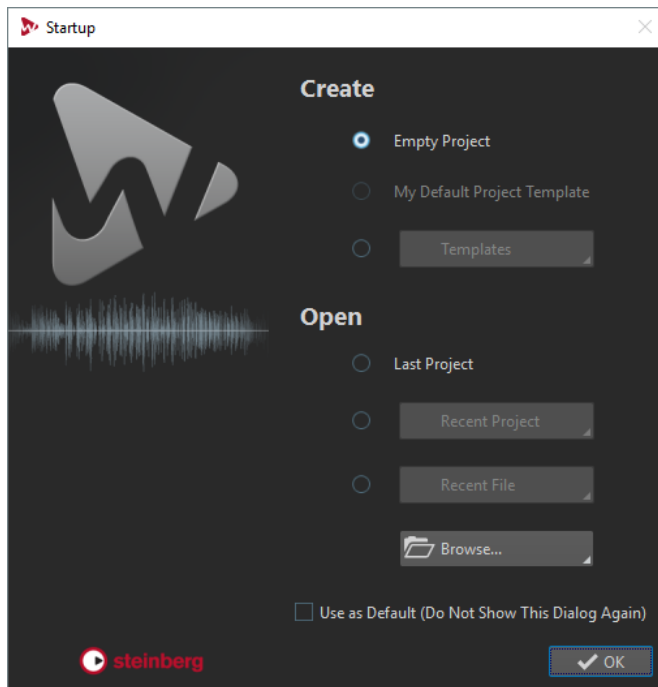 Startup
Create
Empty Project
My Default Project Template
Templates
Open
Last Project
Recent Project
Recent File
Browse...
Use as Default (Do Not Show This Dialog Again)
steinberg
OK